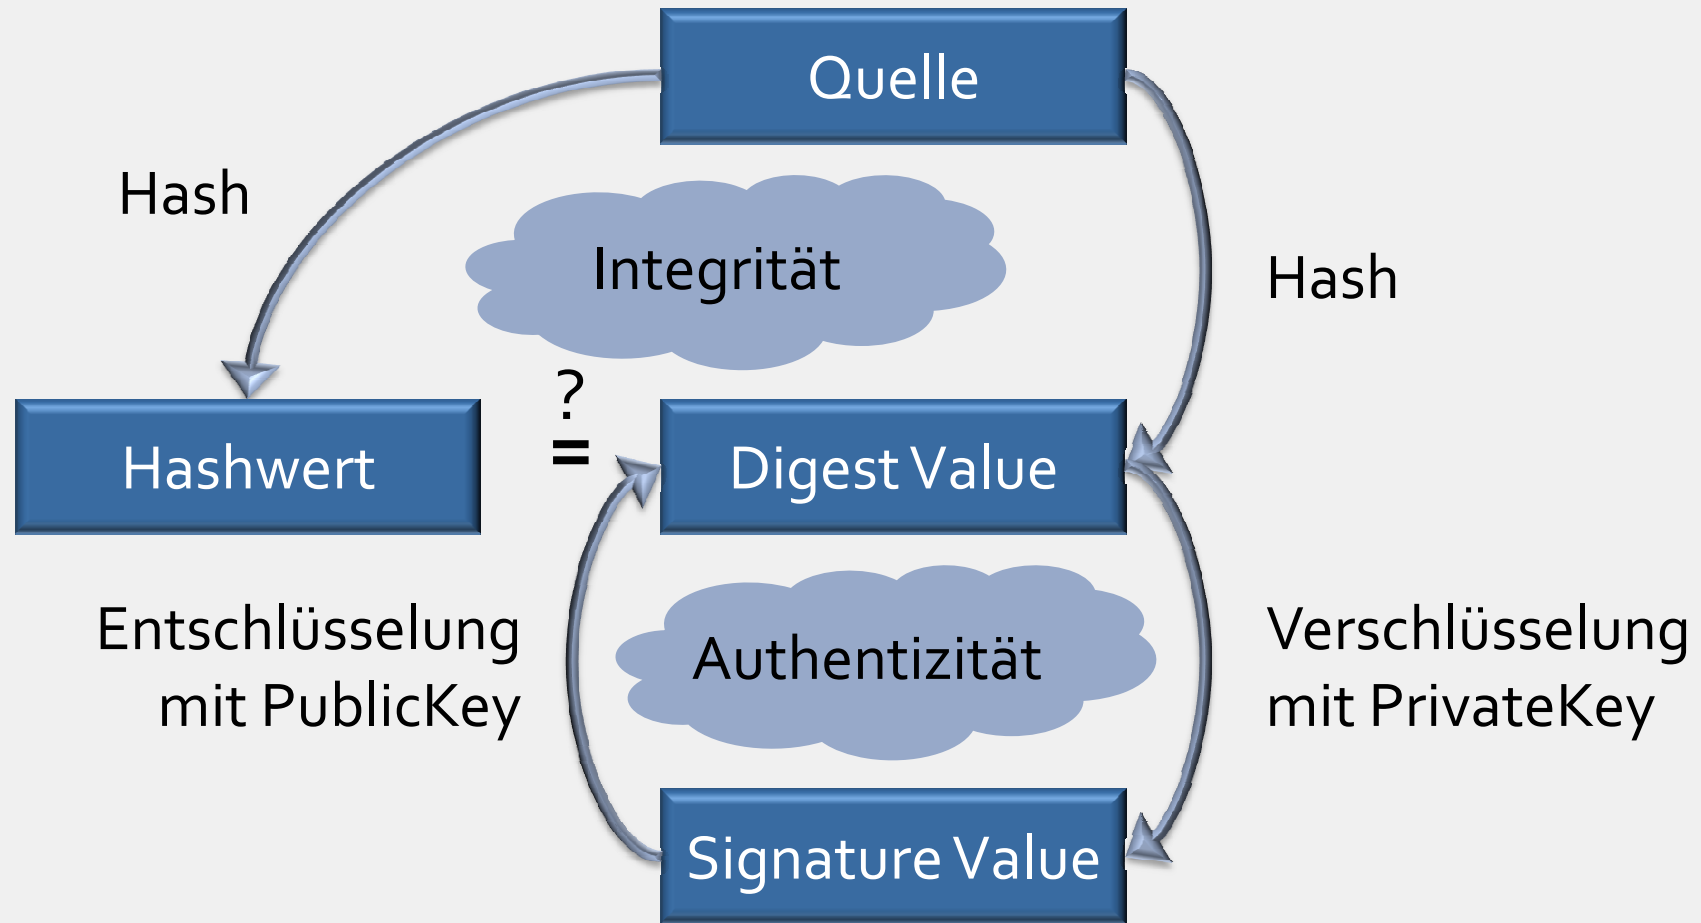 Quelle
Hash
Integrität
Hash
?
=
Hashwert
Digest Value
Entschlüsselung
mit PublicKey
Authentizität
Verschlüsselung
mit PrivateKey
Signature Value